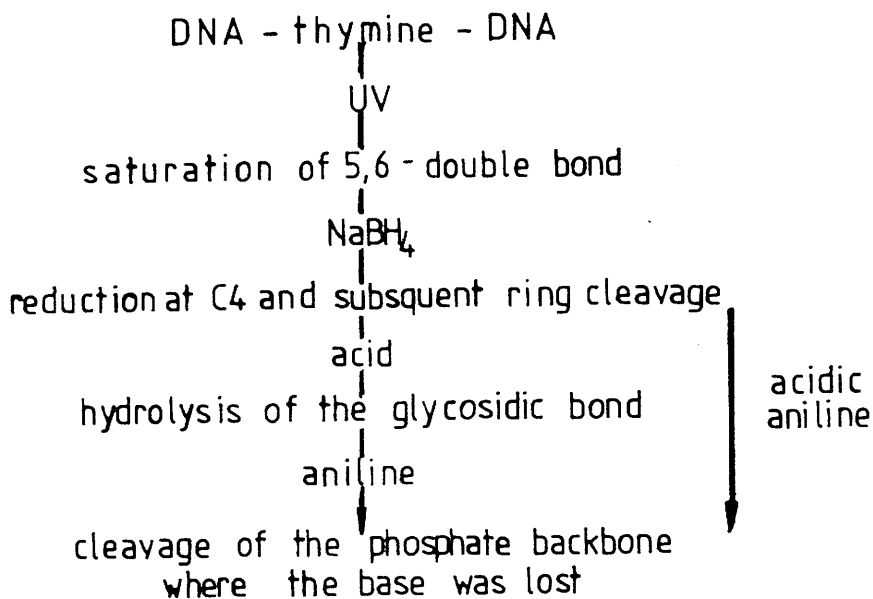 DNA - thymine - DNA
UV
saturation of 5,6 - double bond
NaBH4
reduction at C4 and subsquent ring cleavage
acid
hydrolysis of the glycosidic bond
acidic
aniline
aniline
cleavage of the phosphate backbone
where the base was lost